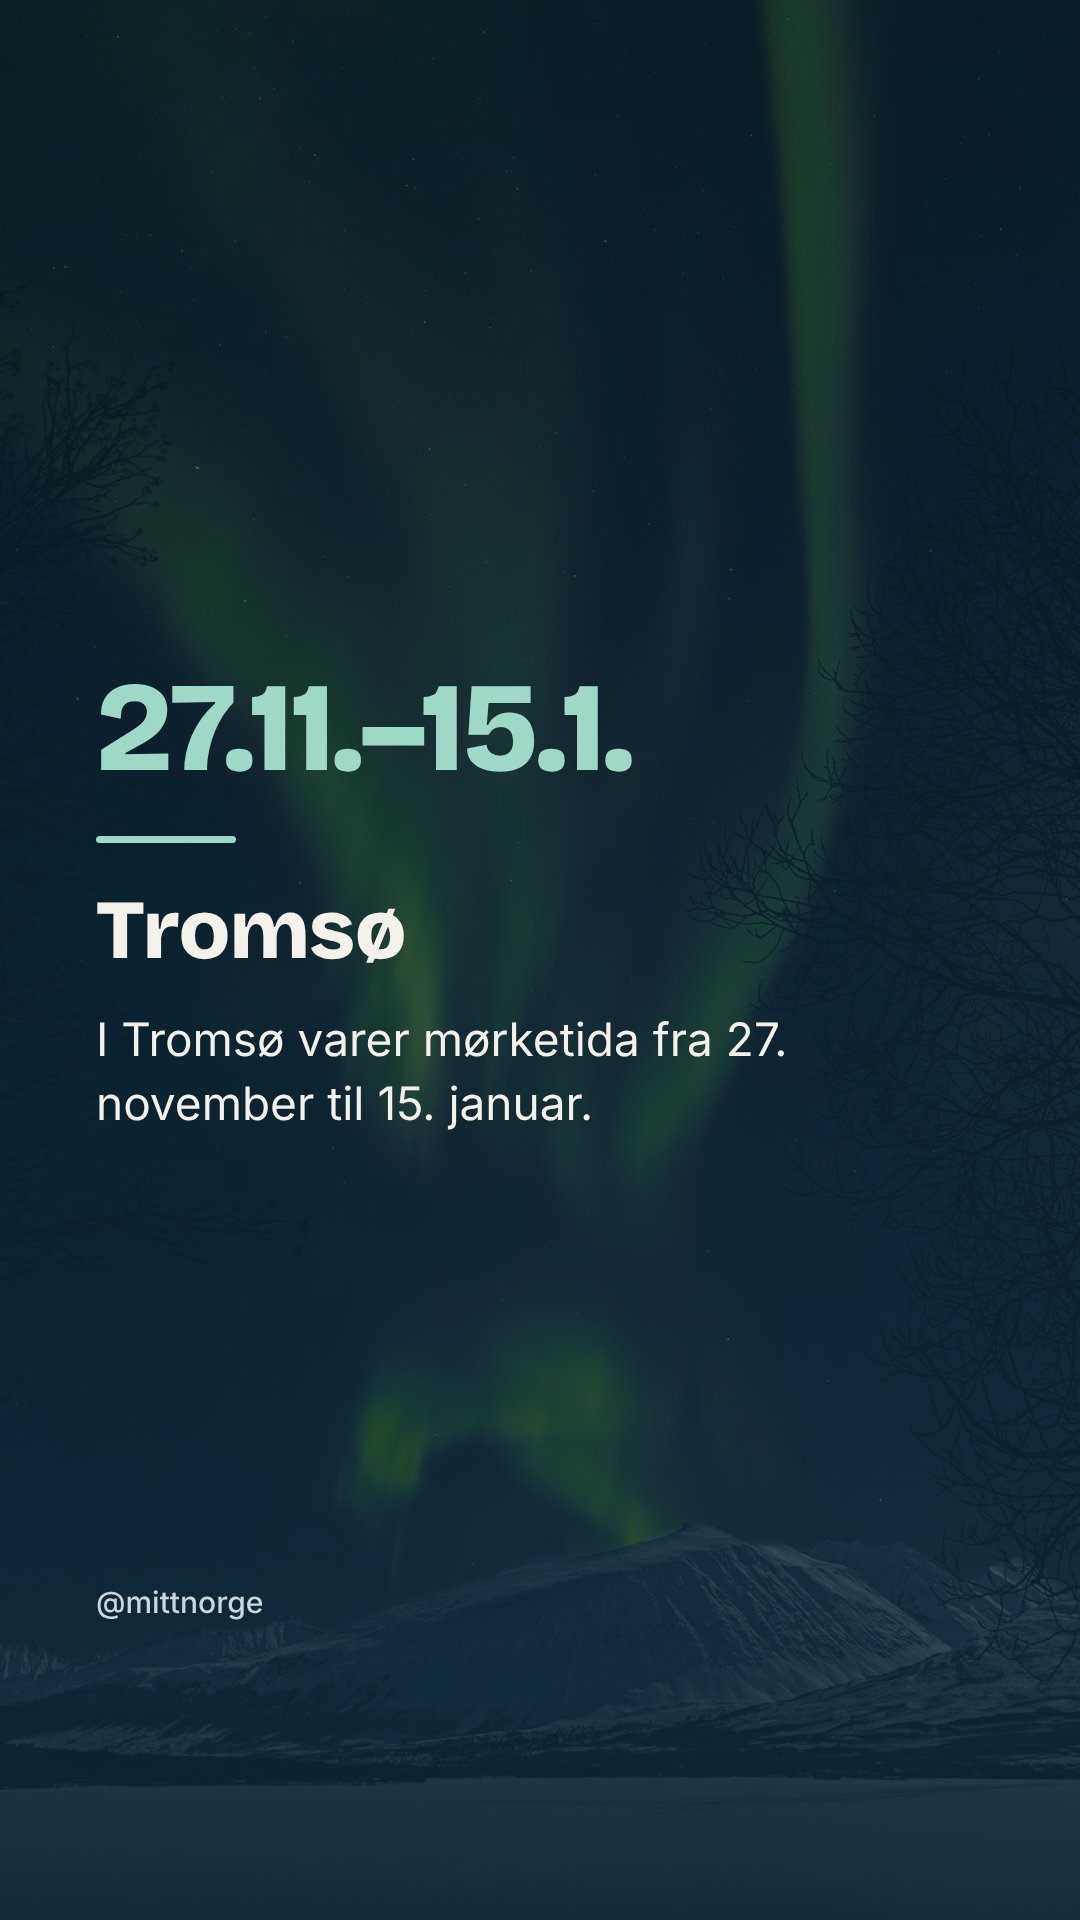 27.11.–15.1.
Tromsø
I Tromsø varer mørketida fra 27.
november til 15. januar.
@mittnorge